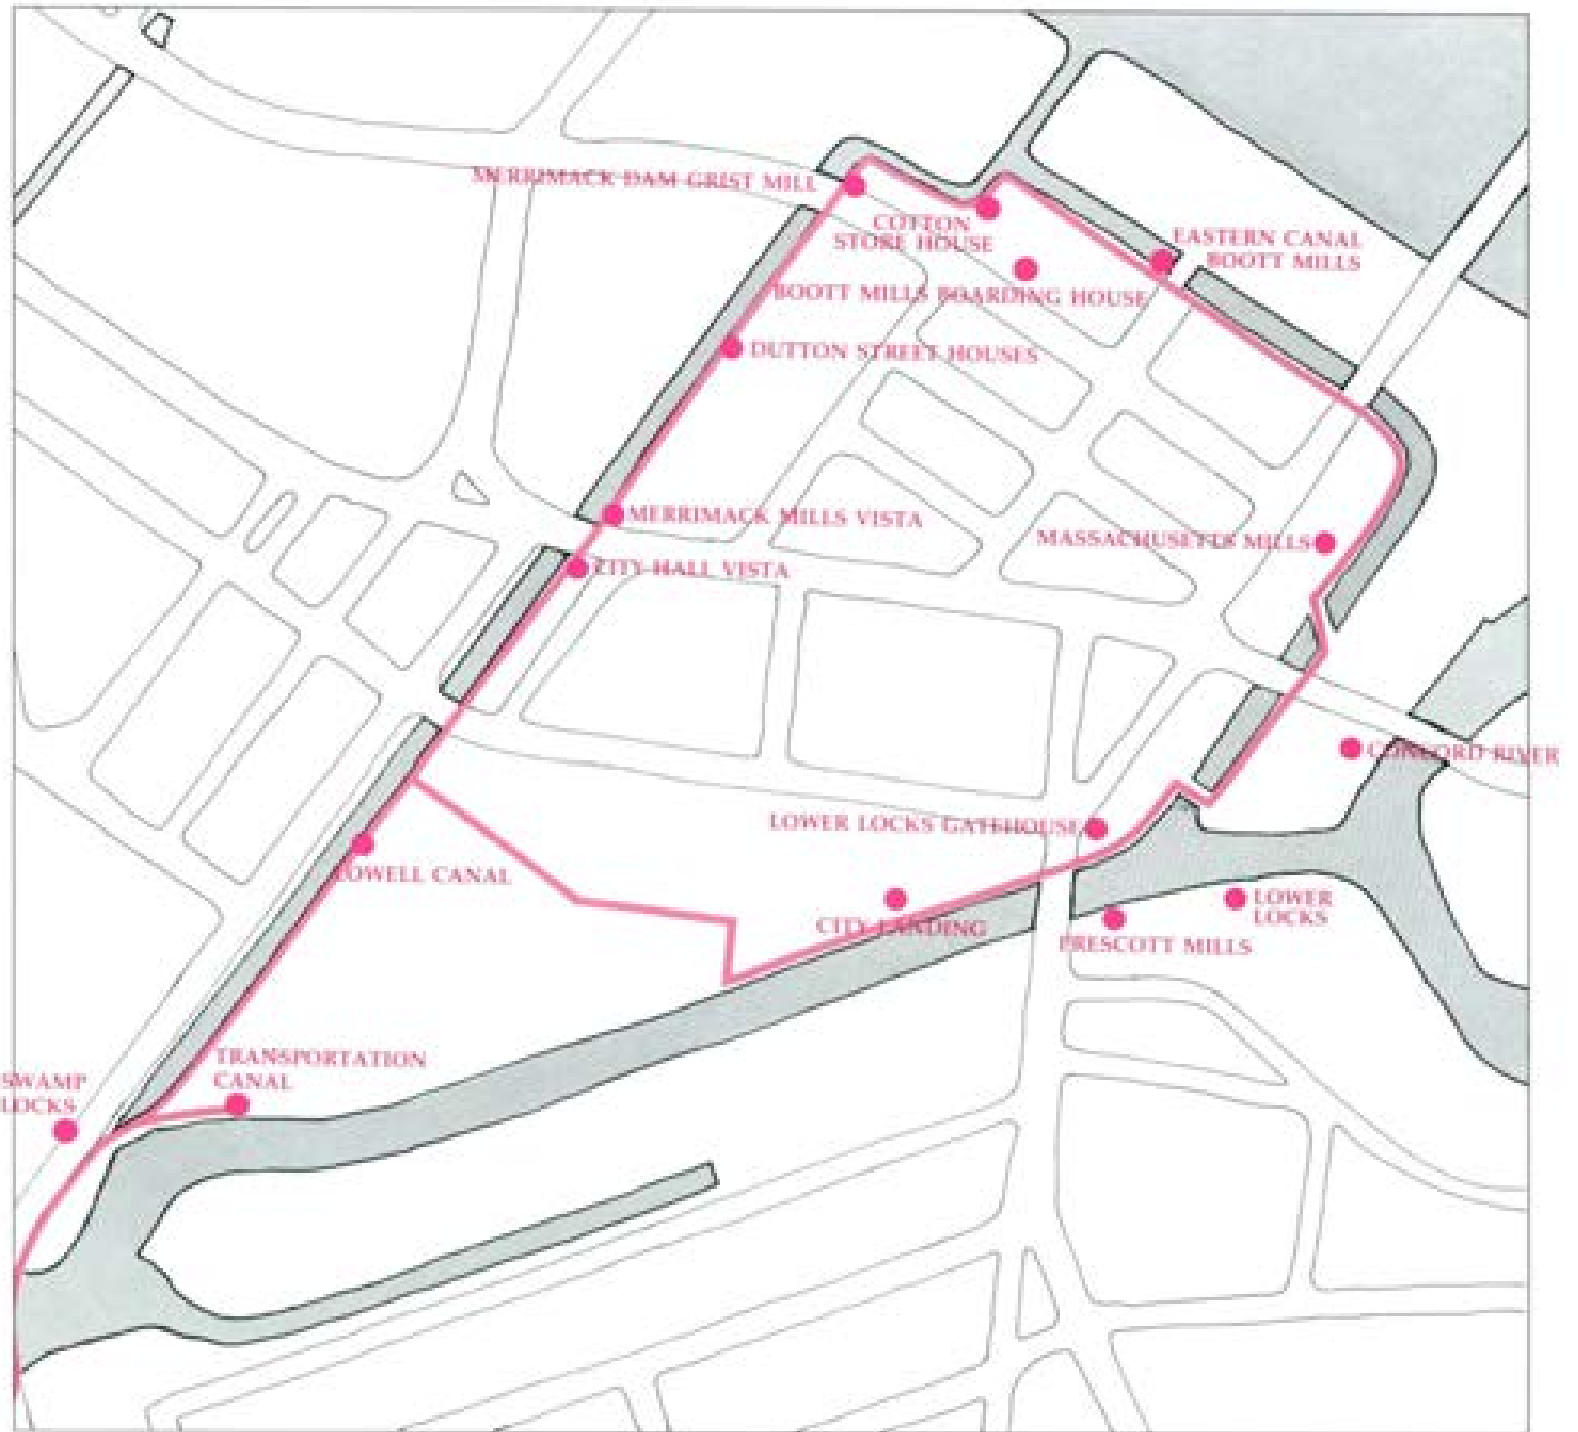 MERRIMACK DAM GRIST MILL
COTTON
STORE HOUSE
EASTERN CANAL
BOOTT MILLS
BOOTT MILLS BOARDING HOUSE
DUTTON STREET HOUSES
MERRIMACK MILLS VISTA
MASSACHUSETTS MILLS
CITY HALL VISTA
CONCORD RIVER
LOWER LOCKS GATEHOUSE
LOWELL CANAL
CITY LANDING
LOWER
LOCKS
PRESCOTT MILLS
TRANSPORTATION
CANAL
SWAMP
LOCKS